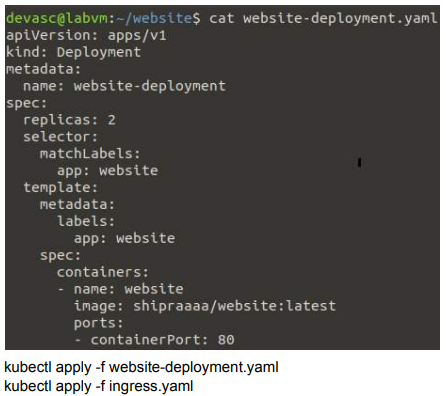 devasc@labvm:~/website$ cat website-deployment.yaml
apiVersion: apps/v1
kind: Deployment
metadata:
  name: website-deployment
spec:
  replicas: 2
  selector:
    matchLabels:
      app: website
  template:
    metadata:
      labels:
        app: website
    spec:
      containers:
      - name: website
        image: shipraaaa/website:latest
        ports:
        - containerPort: 80
kubectl apply -f website-deployment.yaml
kubectl apply -f ingress.yaml